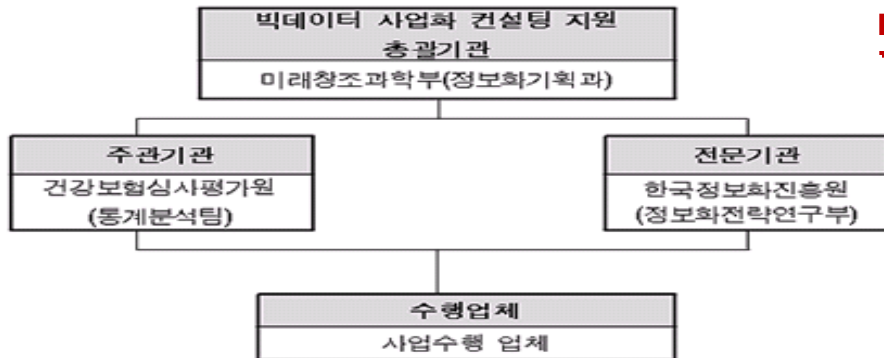 빅데이터 사업화 컨설팅 지원
총괄기관
미래창조과학부(정보화기획과)
주관기관
건강보험심사평가원
(통계분석팀)
전문기관
한국정보화진흥원
(정보화전략연구부)
수행업체
사업수행 업체